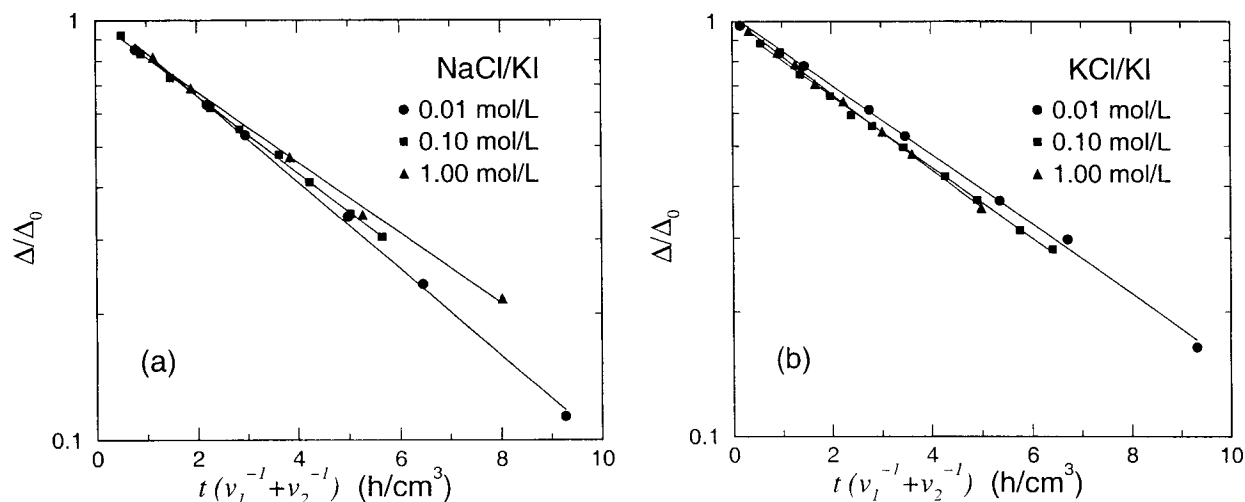 1
NaCl/KI
0.01 mol/L
0.10 mol/L
1.00 mol/L
Δ/Δ₀
(a)
0.1
0 2 4 6 8 10
t (v₁⁻¹+v₂⁻¹) (h/cm³)
1
KCl/KI
0.01 mol/L
0.10 mol/L
1.00 mol/L
Δ/Δ₀
(b)
0.1
0 2 4 6 8 10
t (v₁⁻¹+v₂⁻¹) (h/cm³)